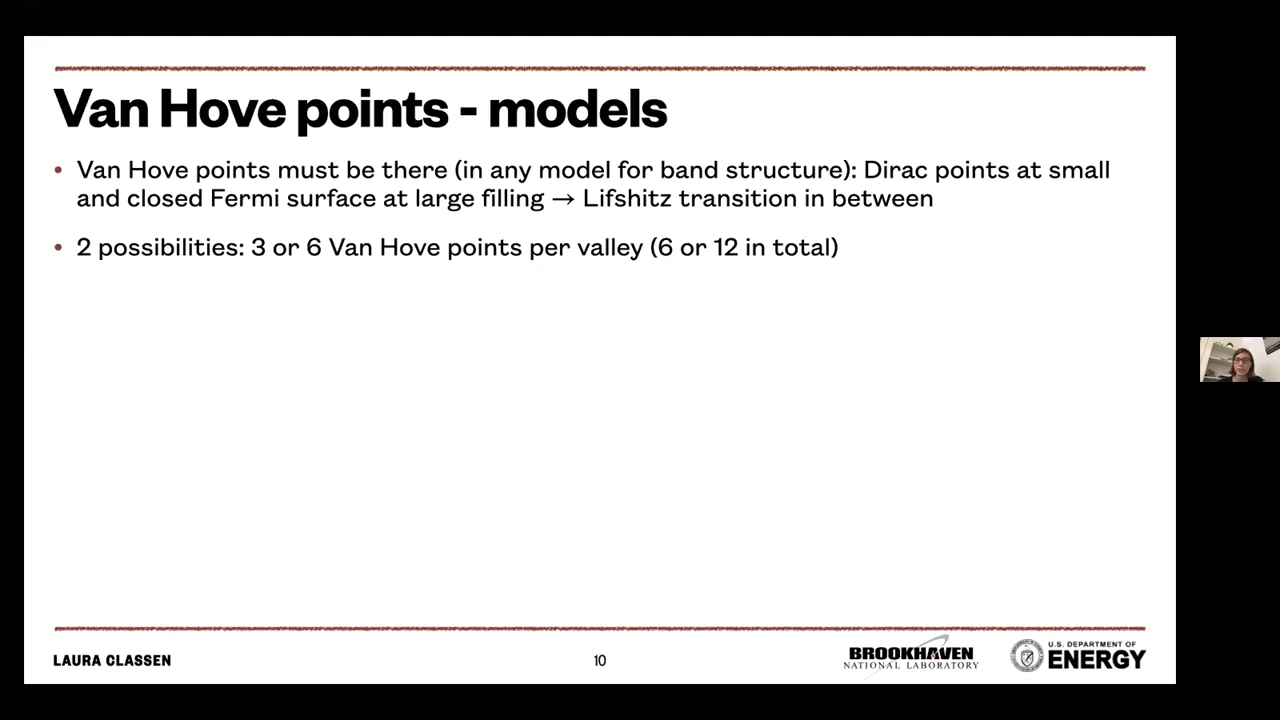 Van Hove points - models
• Van Hove points must be there (in any model for band structure): Dirac points at small
and closed Fermi surface at large filling → Lifshitz transition in between
• 2 possibilities: 3 or 6 Van Hove points per valley (6 or 12 in total)
LAURA CLASSEN
10
BROOKHAVEN
NATIONAL LABORATORY
U.S. DEPARTMENT OF
ENERGY